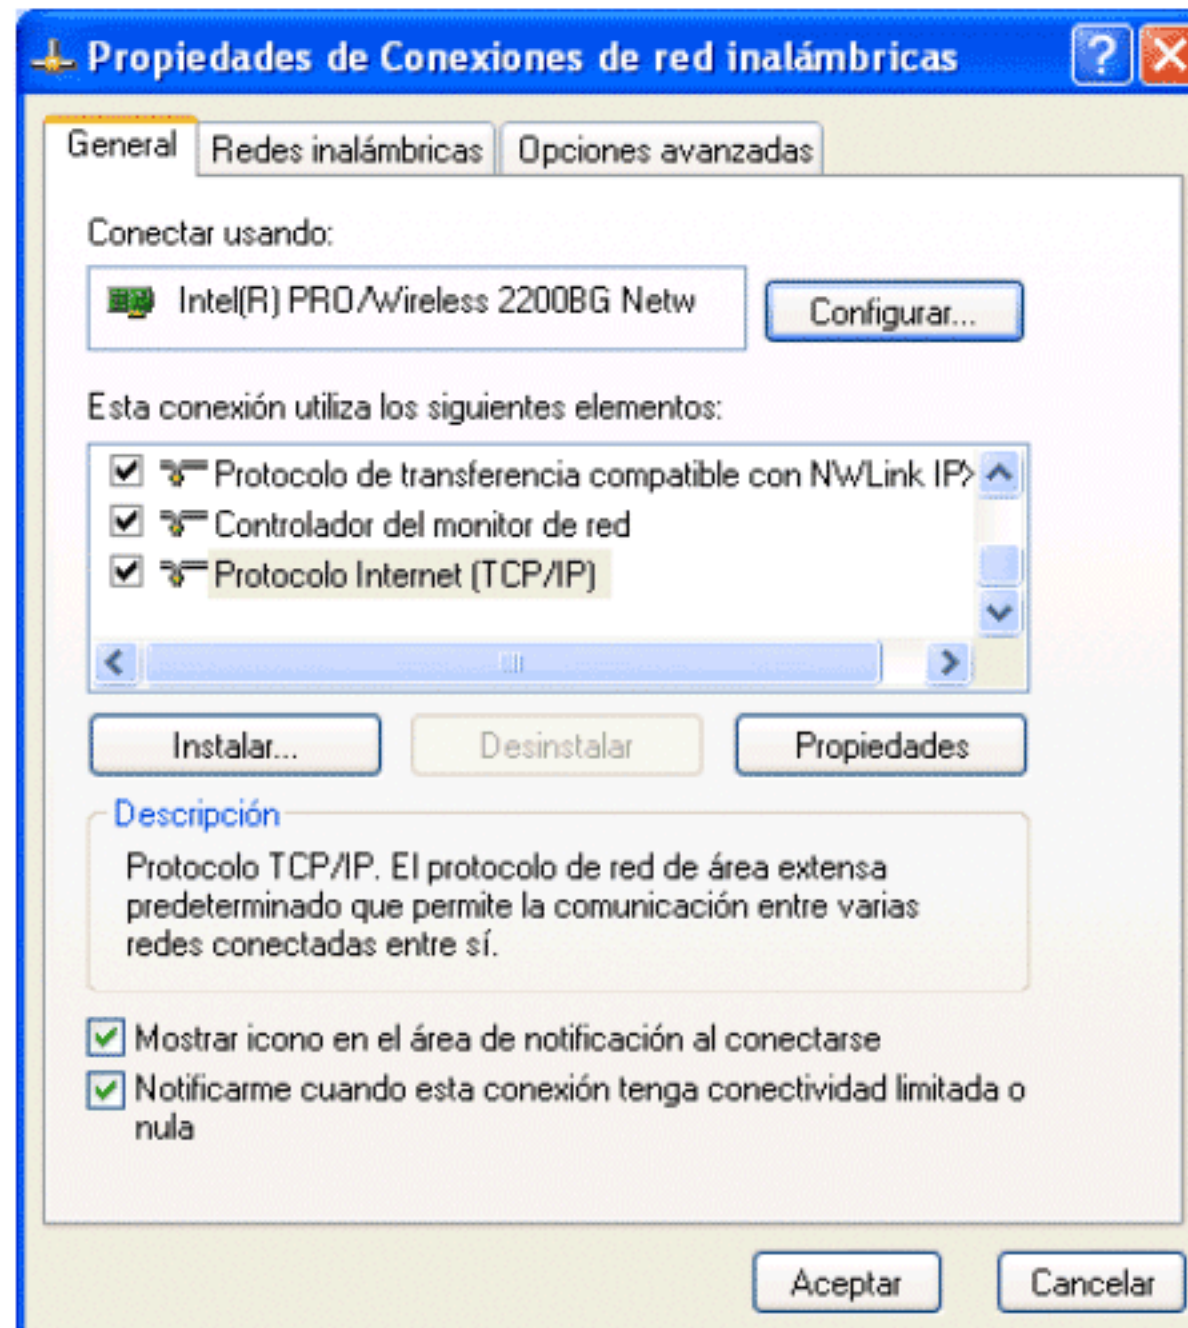 Propiedades de Conexiones de red inalámbricas
General
Redes inalámbricas
Opciones avanzadas
Conectar usando:
Intel(R) PRO/Wireless 2200BG Netw
Configurar...
Esta conexión utiliza los siguientes elementos:
Protocolo de transferencia compatible con NWLink IP
Controlador del monitor de red
Protocolo Internet (TCP/IP)
Instalar...
Desinstalar
Propiedades
Descripción
Protocolo TCP/IP. El protocolo de red de área extensa
predeterminado que permite la comunicación entre varias
redes conectadas entre sí.
Mostrar icono en el área de notificación al conectarse
Notificarme cuando esta conexión tenga conectividad limitada o
nula
Aceptar
Cancelar